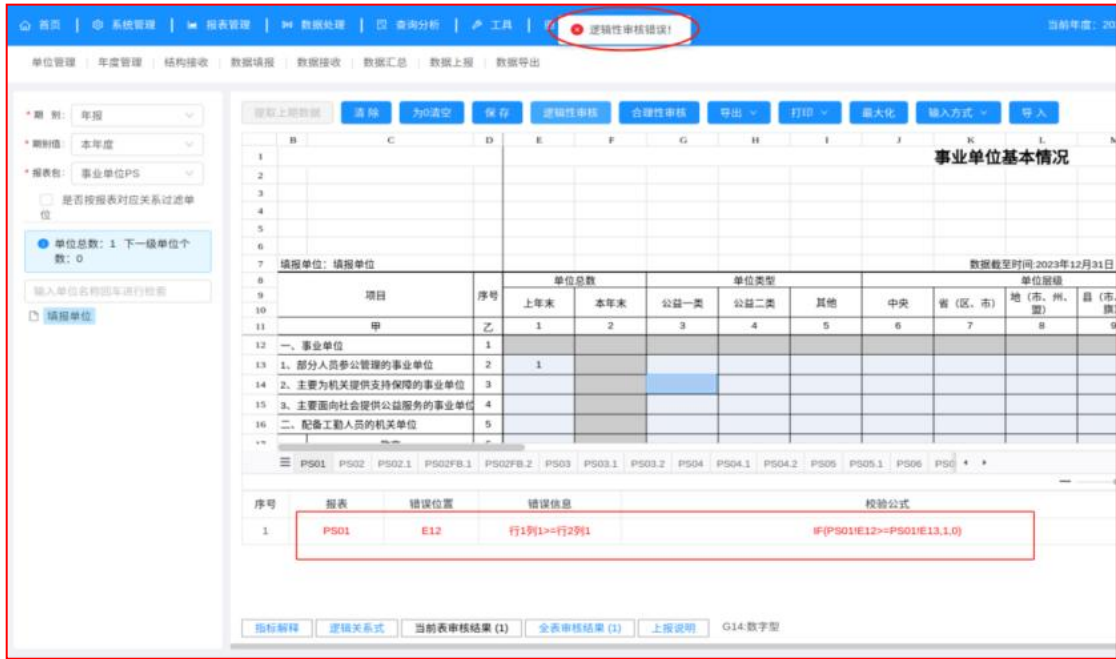 首页 | 系统管理 | 报表管理 | 数据处理 | 查询分析 | 工具 |
逻辑性审核错误!
当前年度: 20
单位管理 年度管理 结构接收 数据填报 数据接收 数据汇总 数据上报 数据导出
*期 别: 年报
*期别值: 本年度
*报表包: 事业单位PS
是否按报表对应关系过滤单
位
单位总数: 1 下一级单位个
数: 0
输入单位名称回车进行检索
填报单位
提取上期数据 清 除 为0清空 保 存 逻辑性审核 合理性审核 导出 打印 最大化 输入方式 导 入
B C D E F G H I J K L M
1 事业单位基本情况
2
3
4
5
6
7 填报单位: 填报单位 数据截至时间:2023年12月31日
8 单位总数 单位类型 单位层级
9 项目 序号 上年末 本年末 公益一类 公益二类 其他 中央 省（区、市） 地（市、州、盟） 县（市、旗
10
11 甲 乙 1 2 3 4 5 6 7 8 9
12 一、事业单位 1
13 1、部分人员参公管理的事业单位 2 1
14 2、主要为机关提供支持保障的事业单位 3
15 3、主要面向社会提供公益服务的事业单位 4
16 二、配备工勤人员的机关单位 5
17
PS01 PS02 PS02.1 PS02FB.1 PS02FB.2 PS03 PS03.1 PS03.2 PS04 PS04.1 PS04.2 PS05 PS05.1 PS06 PS0
序号 报表 错误位置 错误信息 校验公式
1 PS01 E12 行1列1>=行2列1 IF(PS01!E12>=PS01!E13,1,0)
指标解释 逻辑关系式 当前表审核结果 (1) 全表审核结果 (1) 上报说明 G14:数字型